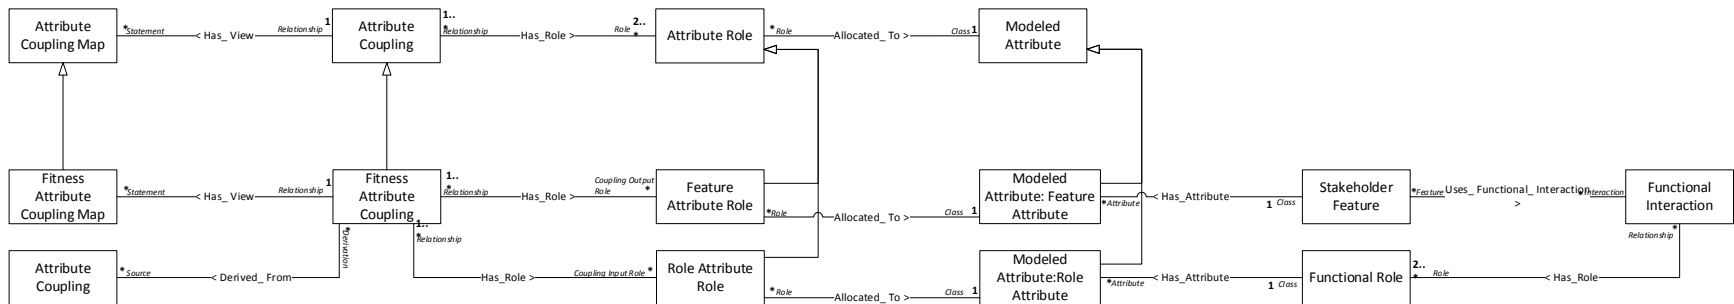 Attribute
Coupling Map
*Statement
< Has_ View
Relationship
1
Attribute
Coupling
1..
*
Relationship
Has_Role >
2..
Role
*
Attribute Role
*Role
Allocated_ To >
Class
1
Modeled
Attribute
Fitness
Attribute
Coupling Map
*Statement
< Has_ View
Relationship
1
Fitness
Attribute
Coupling
1..
*
Relationship
Has_Role >
Coupling Output
Role
*
Feature
Attribute Role
*Role
Allocated_ To >
Class
1
Modeled
Attribute: Feature
Attribute
*Attribute
< Has_Attribute
1 Class
Stakeholder
Feature
*Feature
Uses_ Functional_ Interaction
>
*Interaction
Functional
Interaction
Attribute
Coupling
*Source
< Derived_ From
*Derivation
1..
*Relationship
Has_Role >
Coupling Input Role *
Role Attribute
Role
*Role
Allocated_ To >
Class
1
Modeled
Attribute:Role
Attribute
*Attribute
< Has_Attribute
1 Class
Functional Role
2..
*
Role
< Has_Role
Relationship
*